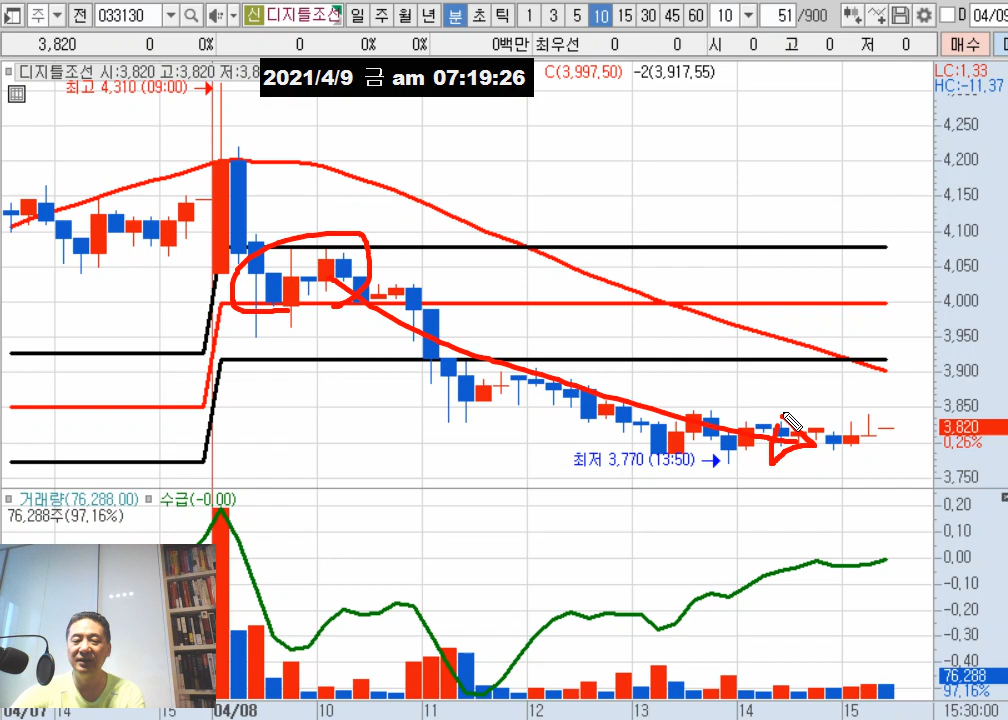 주 전 033130 신 디지틀조선 일 주 월 년 분 초 틱 1 3 5 10 15 30 45 60 10 51 /900 D 04/09
3,820 0 0% 0 0% 0% 0백만 최우선 0 0 시 0 고 0 저 0 매수
디지틀조선 시:3,820 고:3,820 저:3,8
2021/4/9 금 am 07:19:26
C(3,997,50) -2(3,917,55)
LC:1,33
HC:-11,37
최고 4,310 (09:00)
4,250
4,200
4,150
4,100
4,050
4,000
3,950
3,900
3,850
3,820
0,26%
최저 3,770 (13:50)
3,750
거래량(76,288,00) 수급(-0,00)
76,288주(97,16%)
0,20
0,10
0,00
-0,10
-0,20
-0,30
-0,40
76,288
97,16%
04/07 14 15 04/08 10 11 12 13 14 15 15:30:00